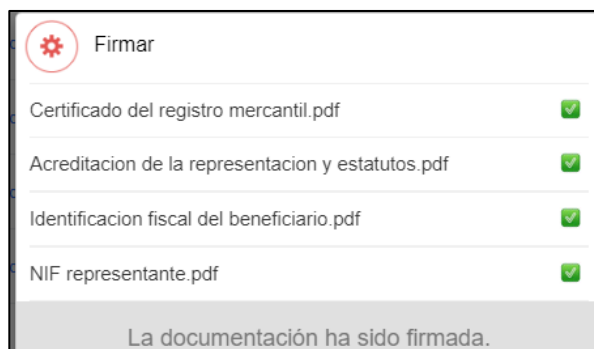 Firmar
Certificado del registro mercantil.pdf
Acreditacion de la representacion y estatutos.pdf
Identificacion fiscal del beneficiario.pdf
NIF representante.pdf
La documentación ha sido firmada.